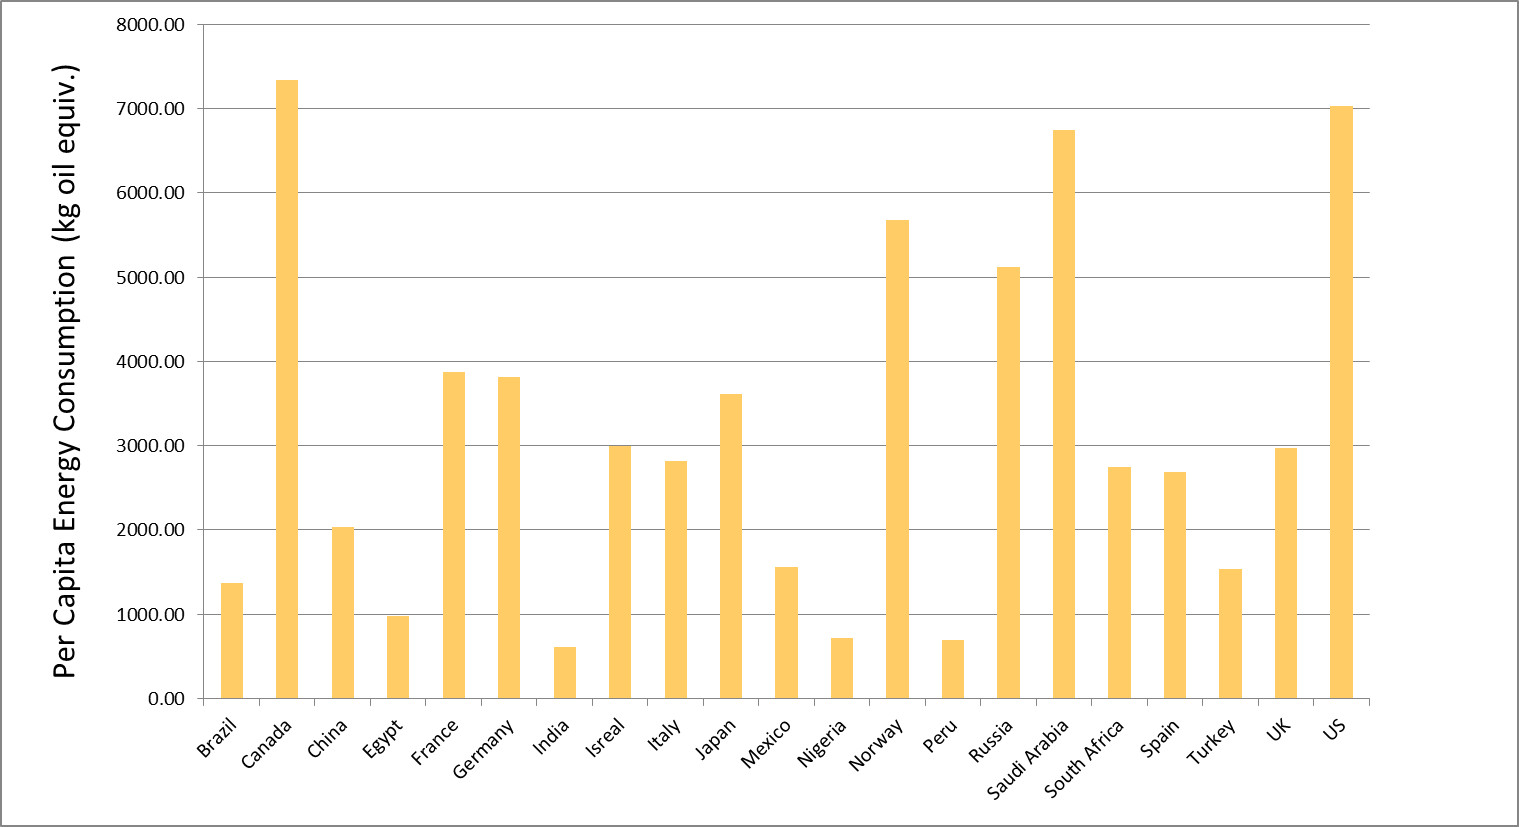 Per Capita Energy Consumption (kg oil equiv.)
8000.00
7000.00
6000.00
5000.00
4000.00
3000.00
2000.00
1000.00
0.00
Brazil
Canada
China
Egypt
France
Germany
India
Isreal
Italy
Japan
Mexico
Nigeria
Norway
Peru
Russia
Saudi Arabia
South Africa
Spain
Turkey
UK
US